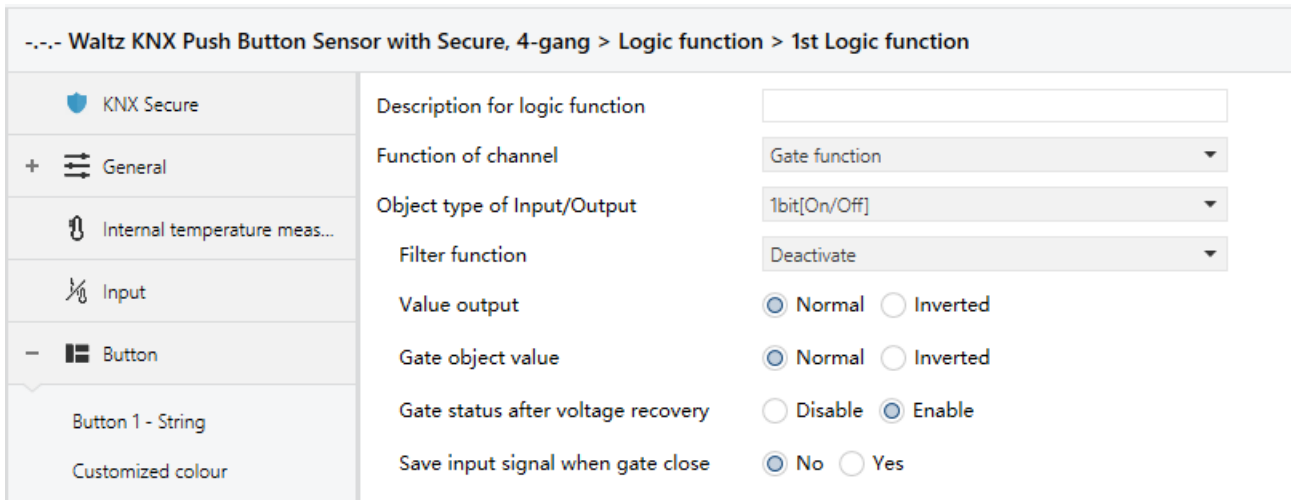 -.-.- Waltz KNX Push Button Sensor with Secure, 4-gang > Logic function > 1st Logic function
KNX Secure
+ General
Internal temperature meas...
Input
− Button
Button 1 - String
Customized colour
Description for logic function
Function of channel Gate function
Object type of Input/Output 1bit[On/Off]
Filter function Deactivate
Value output Normal Inverted
Gate object value Normal Inverted
Gate status after voltage recovery Disable Enable
Save input signal when gate close No Yes